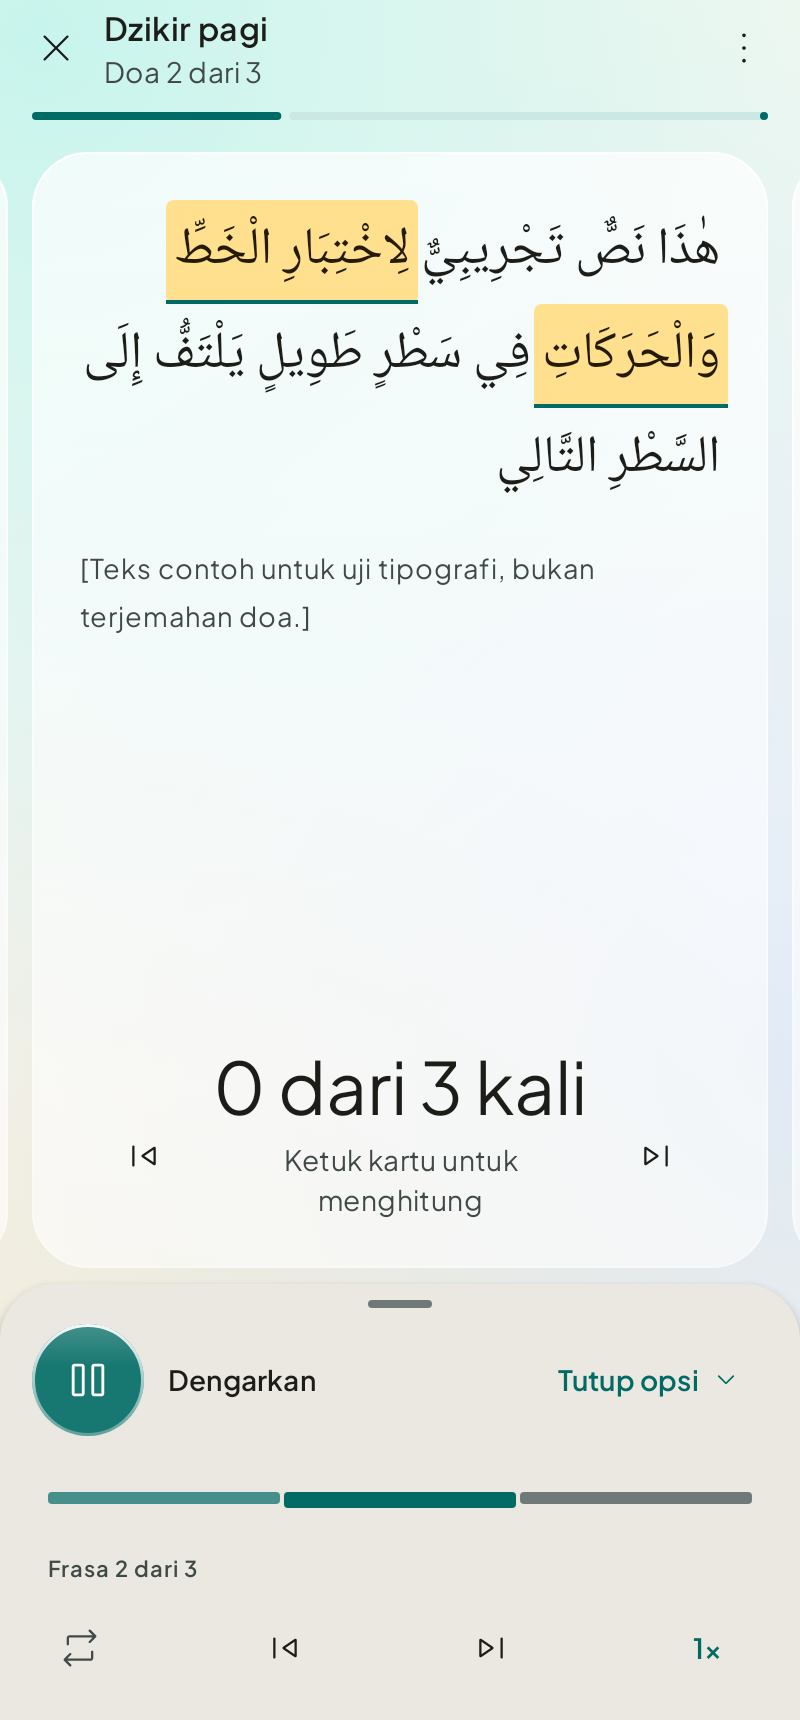 Dzikir pagi
Doa 2 dari 3
هٰذَا نَصٌّ تَجْرِيبِيٌّ لِاخْتِبَارِ الْخَطِّ
وَالْحَرَكَاتِ فِي سَطْرٍ طَوِيلٍ يَلْتَفُّ إِلَى
السَّطْرِ التَّالِي
[Teks contoh untuk uji tipografi, bukan
terjemahan doa.]
0 dari 3 kali
Ketuk kartu untuk
menghitung
Dengarkan
Tutup opsi
Frasa 2 dari 3
1×